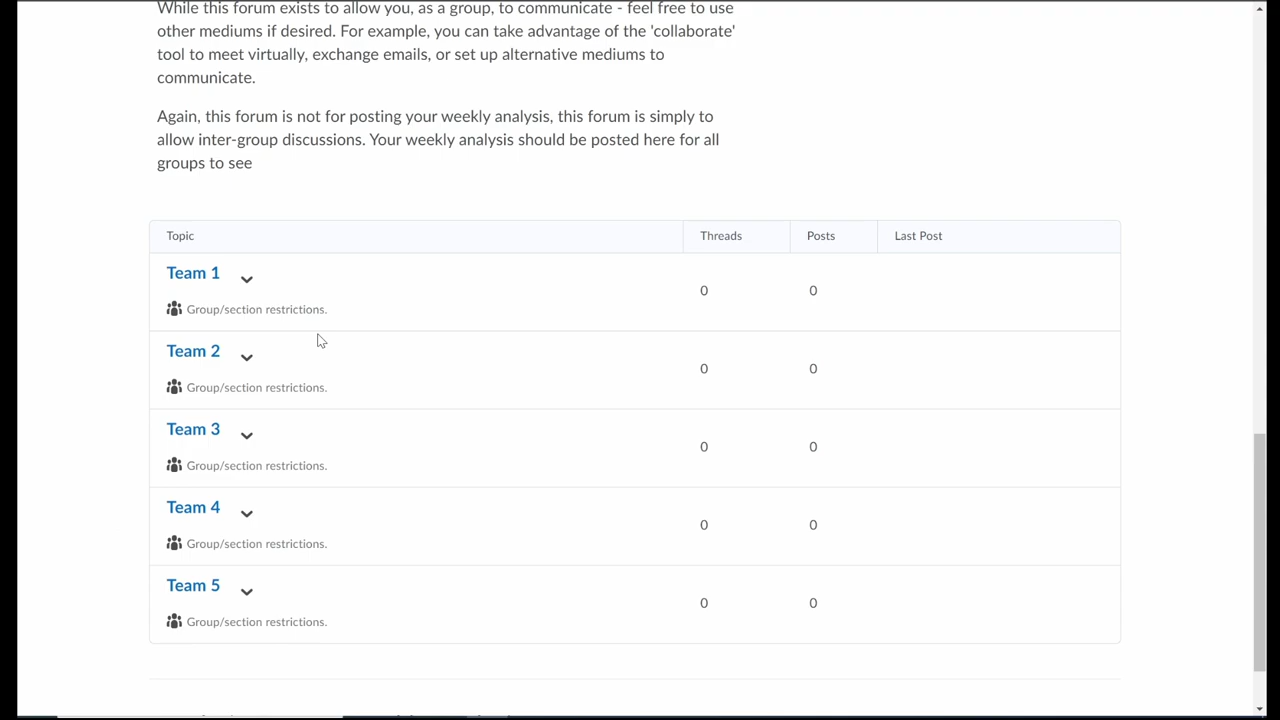 While this forum exists to allow you, as a group, to communicate - feel free to use
other mediums if desired. For example, you can take advantage of the 'collaborate'
tool to meet virtually, exchange emails, or set up alternative mediums to
communicate.
Again, this forum is not for posting your weekly analysis, this forum is simply to
allow inter-group discussions. Your weekly analysis should be posted here for all
groups to see
Topic Threads Posts Last Post
Team 1
Group/section restrictions.
0 0
Team 2
Group/section restrictions.
0 0
Team 3
Group/section restrictions.
0 0
Team 4
Group/section restrictions.
0 0
Team 5
Group/section restrictions.
0 0